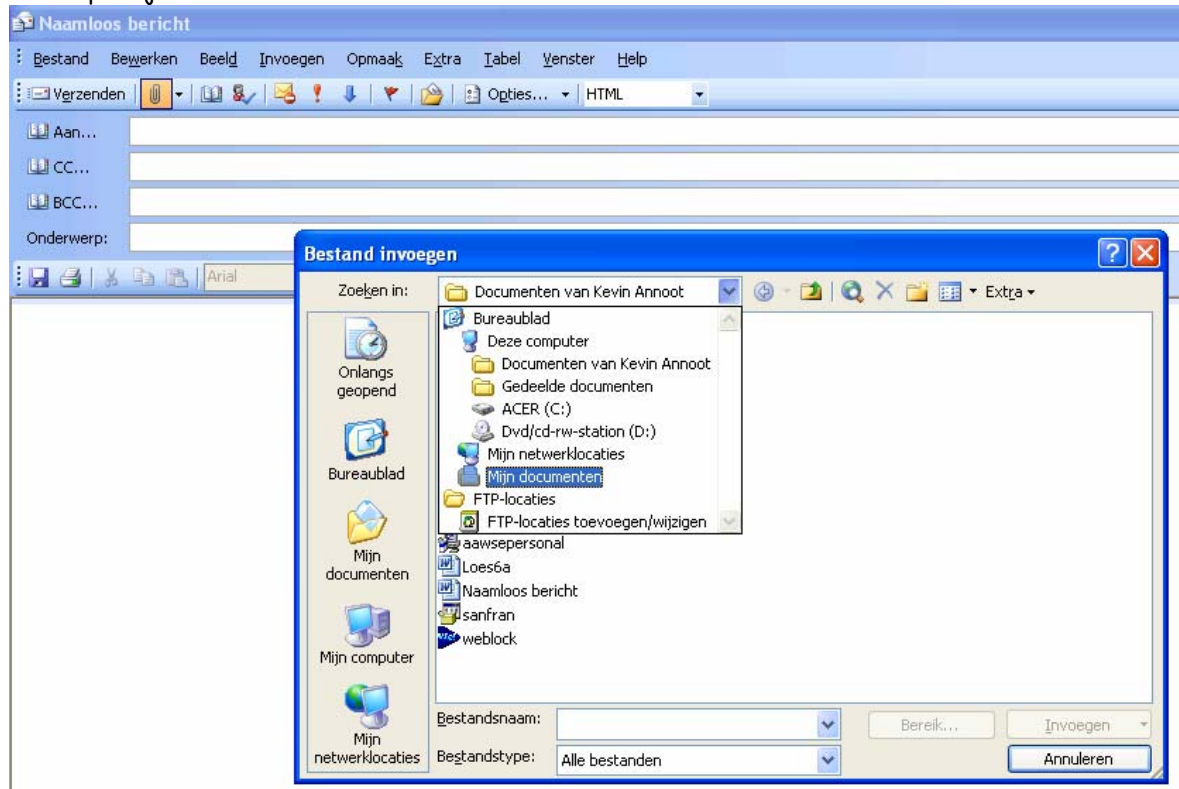 Naamloos bericht
Bestand Bewerken Beeld Invoegen Opmaak Extra Tabel Venster Help
Verzenden Opties... HTML
Aan...
CC...
BCC...
Onderwerp:
Arial
Bestand invoegen
Zoeken in: Documenten van Kevin Annoot Extra
Bureaublad
Deze computer
Documenten van Kevin Annoot
Gedeelde documenten
ACER (C:)
Dvd/cd-rw-station (D:)
Mijn netwerklocaties
Mijn documenten
FTP-locaties
FTP-locaties toevoegen/wijzigen
aawsepersonal
Loes6a
Naamloos bericht
sanfran
weblock
Onlangs
geopend
Bureaublad
Mijn
documenten
Mijn computer
Mijn
netwerklocaties
Bestandsnaam: Bereik... Invoegen
Bestandstype: Alle bestanden Annuleren